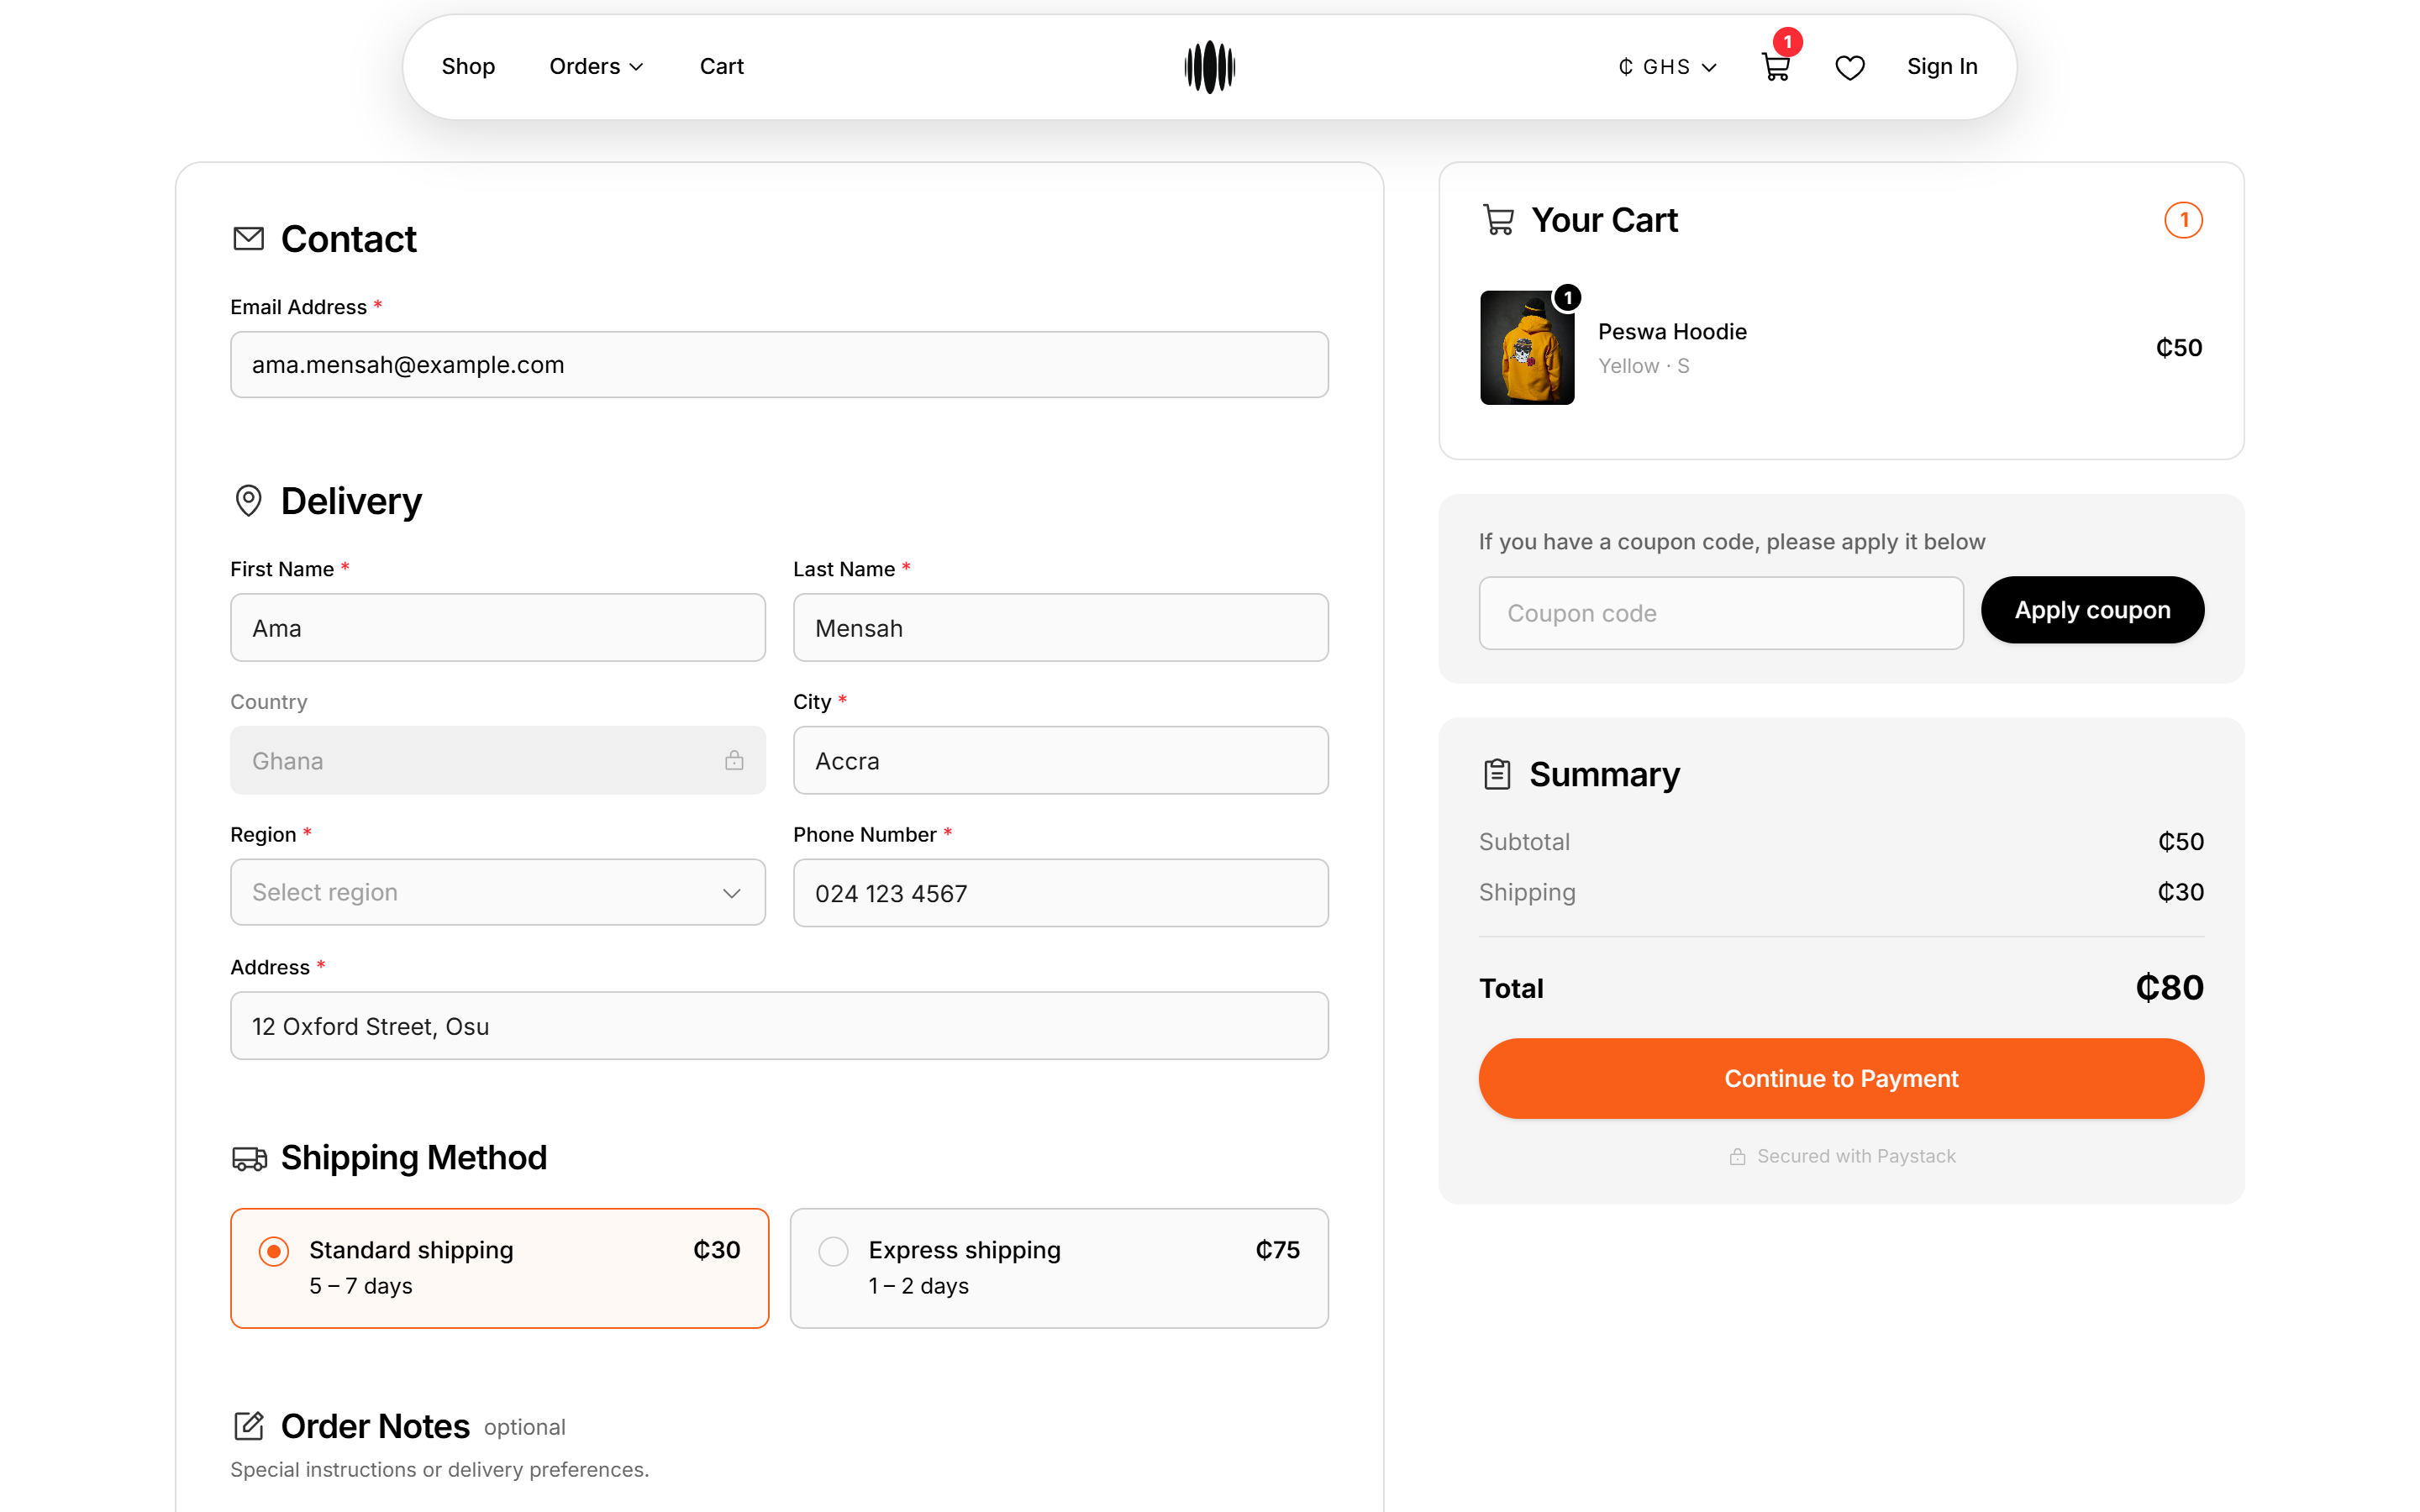 Shop
Orders
Cart
₵ GHS
1
Sign In
Contact
Email Address *
ama.mensah@example.com
Delivery
First Name *
Last Name *
Ama
Mensah
Country
City *
Ghana
Accra
Region *
Phone Number *
Select region
024 123 4567
Address *
12 Oxford Street, Osu
Shipping Method
Standard shipping
₵30
5 – 7 days
Express shipping
₵75
1 – 2 days
Order Notes optional
Special instructions or delivery preferences.
Your Cart
1
1
Peswa Hoodie
Yellow · S
₵50
If you have a coupon code, please apply it below
Coupon code
Apply coupon
Summary
Subtotal
₵50
Shipping
₵30
Total
₵80
Continue to Payment
Secured with Paystack